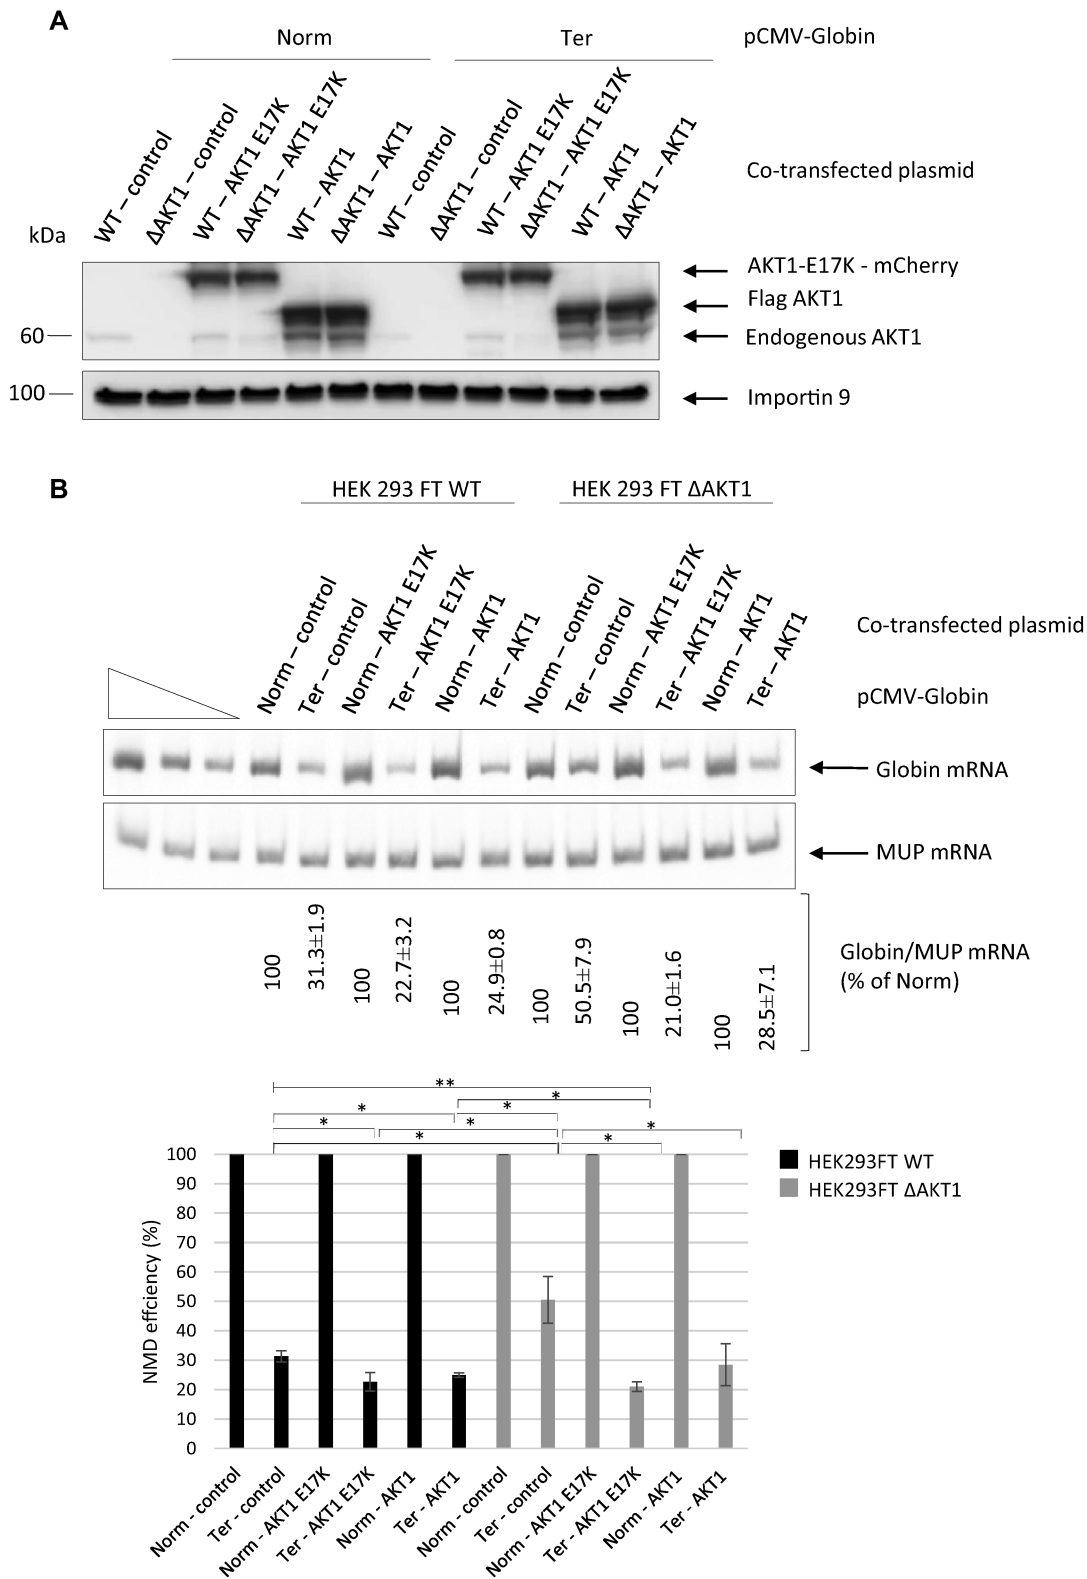 A
Norm
Ter
pCMV-Globin
WT – control
ΔAKT1 – control
WT – AKT1 E17K
ΔAKT1 – AKT1 E17K
WT – AKT1
ΔAKT1 – AKT1
WT – control
ΔAKT1 – control
WT – AKT1 E17K
ΔAKT1 – AKT1 E17K
WT – AKT1
ΔAKT1 – AKT1
Co-transfected plasmid
kDa
AKT1-E17K - mCherry
Flag AKT1
60
Endogenous AKT1
100
Importin 9
B
HEK 293 FT WT
HEK 293 FT ΔAKT1
Norm – control
Ter – control
Norm – AKT1 E17K
Ter – AKT1 E17K
Norm – AKT1
Ter – AKT1
Norm – control
Ter – control
Norm – AKT1 E17K
Ter – AKT1 E17K
Norm – AKT1
Ter – AKT1
Co-transfected plasmid
pCMV-Globin
Globin mRNA
MUP mRNA
100
31.3±1.9
100
22.7±3.2
100
24.9±0.8
100
50.5±7.9
100
21.0±1.6
100
28.5±7.1
Globin/MUP mRNA
(% of Norm)
**
*
*
*
*
*
*
*
*
NMD effciency (%)
100
90
80
70
60
50
40
30
20
10
0
HEK293FT WT
HEK293FT ΔAKT1
Norm - control
Ter - control
Norm - AKT1 E17K
Ter - AKT1 E17K
Norm - AKT1
Ter - AKT1
Norm - control
Ter - control
Norm - AKT1 E17K
Ter - AKT1 E17K
Norm - AKT1
Ter - AKT1